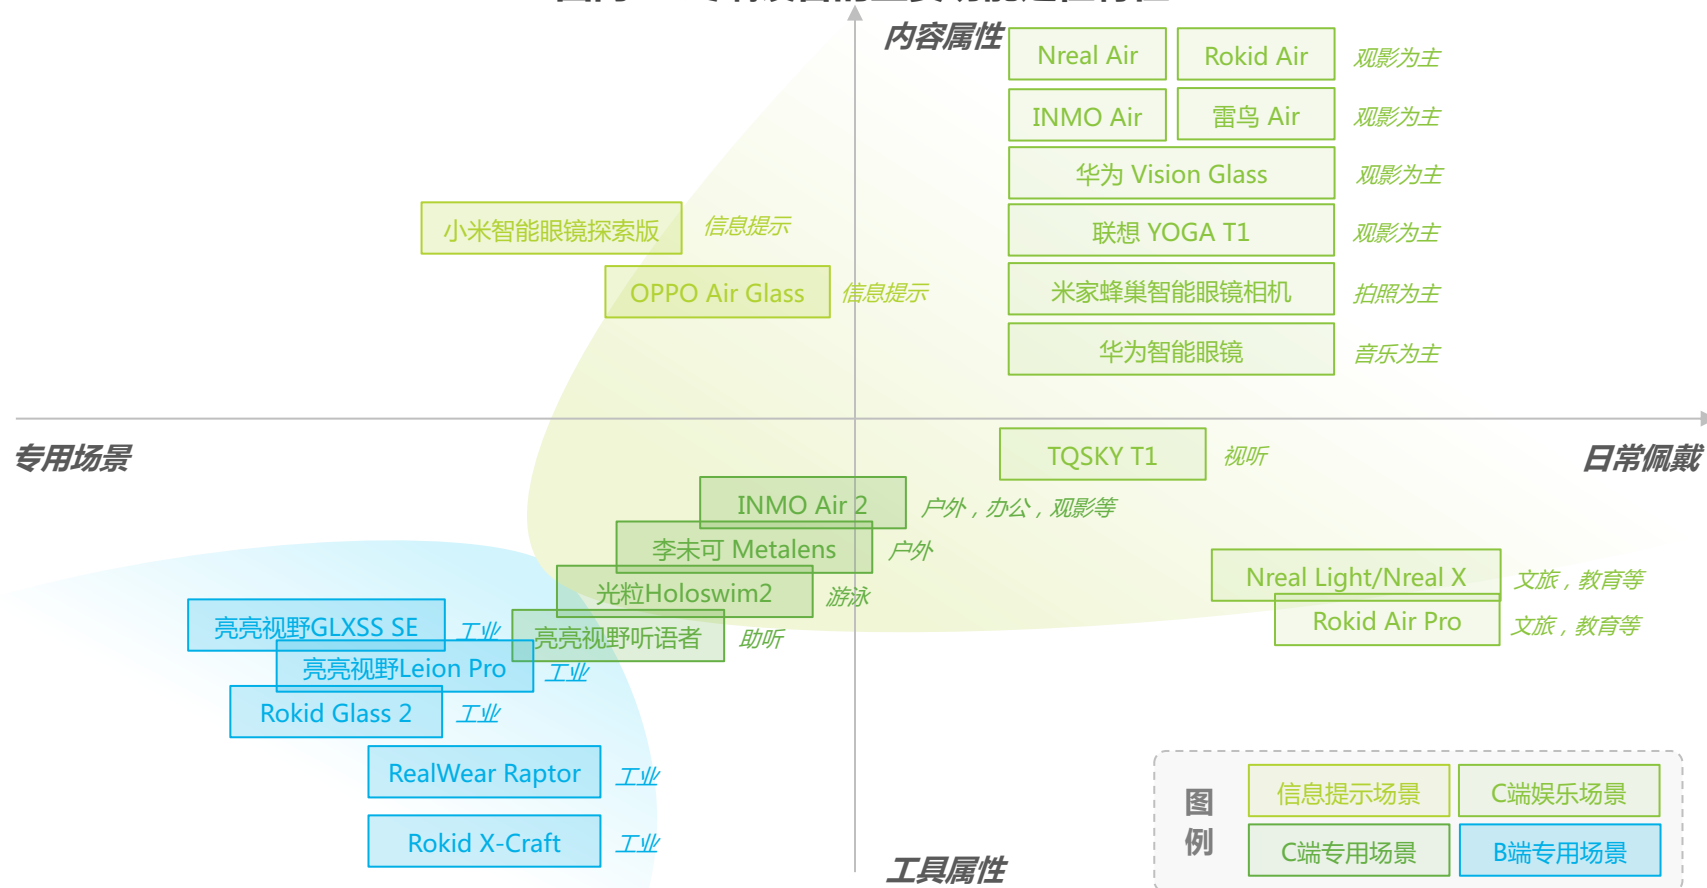 内容属性
Nreal Air
Rokid Air
观影为主
INMO Air
雷鸟 Air
观影为主
华为 Vision Glass
观影为主
小米智能眼镜探索版
信息提示
联想 YOGA T1
观影为主
OPPO Air Glass
信息提示
米家蜂巢智能眼镜相机
拍照为主
华为智能眼镜
音乐为主
专用场景
日常佩戴
TQSKY T1
视听
INMO Air 2
户外，办公，观影等
李未可 Metalens
户外
Nreal Light/Nreal X
文旅，教育等
光粒Holoswim2
游泳
Rokid Air Pro
文旅，教育等
亮亮视野GLXSS SE
工业
亮亮视野听语者
助听
亮亮视野Leion Pro
工业
Rokid Glass 2
工业
RealWear Raptor
工业
Rokid X-Craft
工业
工具属性
图例
信息提示场景
C端娱乐场景
C端专用场景
B端专用场景